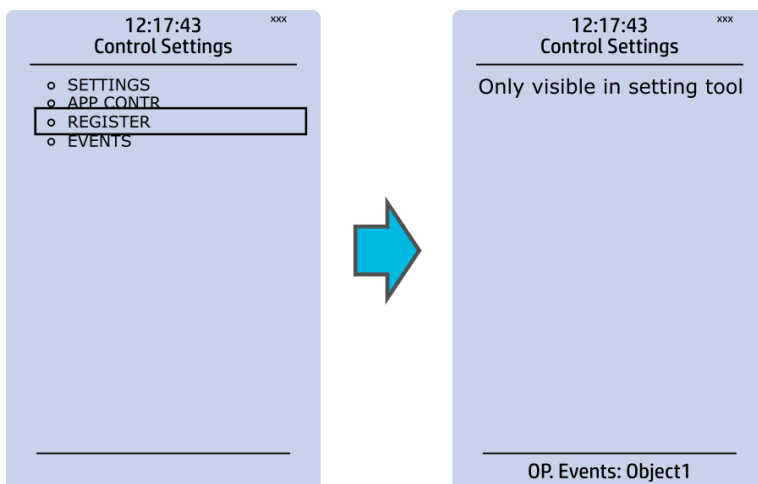 12:17:43 xxx
Control Settings
SETTINGS
APP CONTR
REGISTER
EVENTS
12:17:43 xxx
Control Settings
Only visible in setting tool
OP. Events: Object1